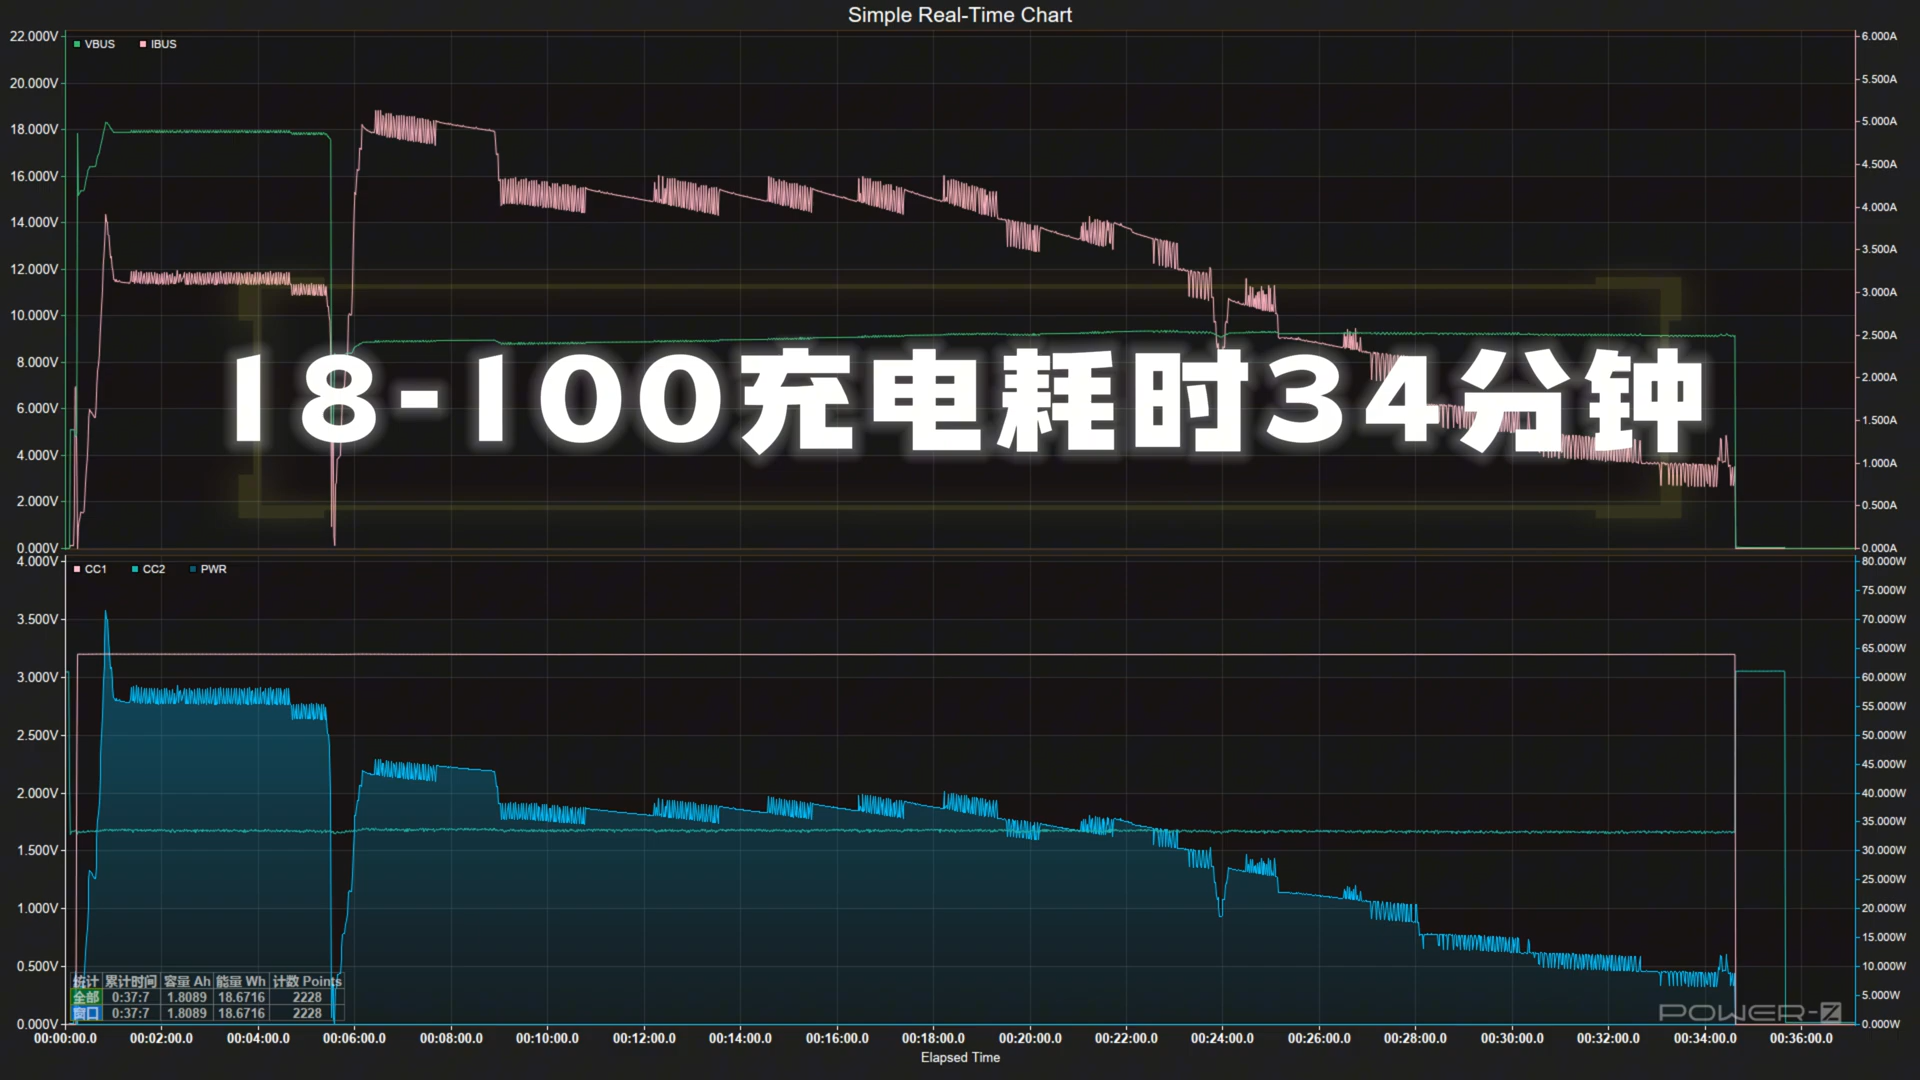 Simple Real-Time Chart
22.000V
20.000V
18.000V
16.000V
14.000V
12.000V
10.000V
8.000V
6.000V
4.000V
2.000V
0.000V
VBUS IBUS
6.000A
5.500A
5.000A
4.500A
4.000A
3.500A
3.000A
2.500A
2.000A
1.500A
1.000A
0.500A
0.000A
18-100充电耗时34分钟
4.000V
3.500V
3.000V
2.500V
2.000V
1.500V
1.000V
0.500V
0.000V
CC1 CC2 PWR
80.000W
75.000W
70.000W
65.000W
60.000W
55.000W
50.000W
45.000W
40.000W
35.000W
30.000W
25.000W
20.000W
15.000W
10.000W
5.000W
0.000W
统计 累计时间 容量 Ah 能量 Wh 计数 Points
全部 0:37:7 1.8089 18.6716 2228
窗口 0:37:7 1.8089 18.6716 2228
POWER-Z
00:00:00.0 00:02:00.0 00:04:00.0 00:06:00.0 00:08:00.0 00:10:00.0 00:12:00.0 00:14:00.0 00:16:00.0 00:18:00.0 00:20:00.0 00:22:00.0 00:24:00.0 00:26:00.0 00:28:00.0 00:30:00.0 00:32:00.0 00:34:00.0 00:36:00.0
Elapsed Time